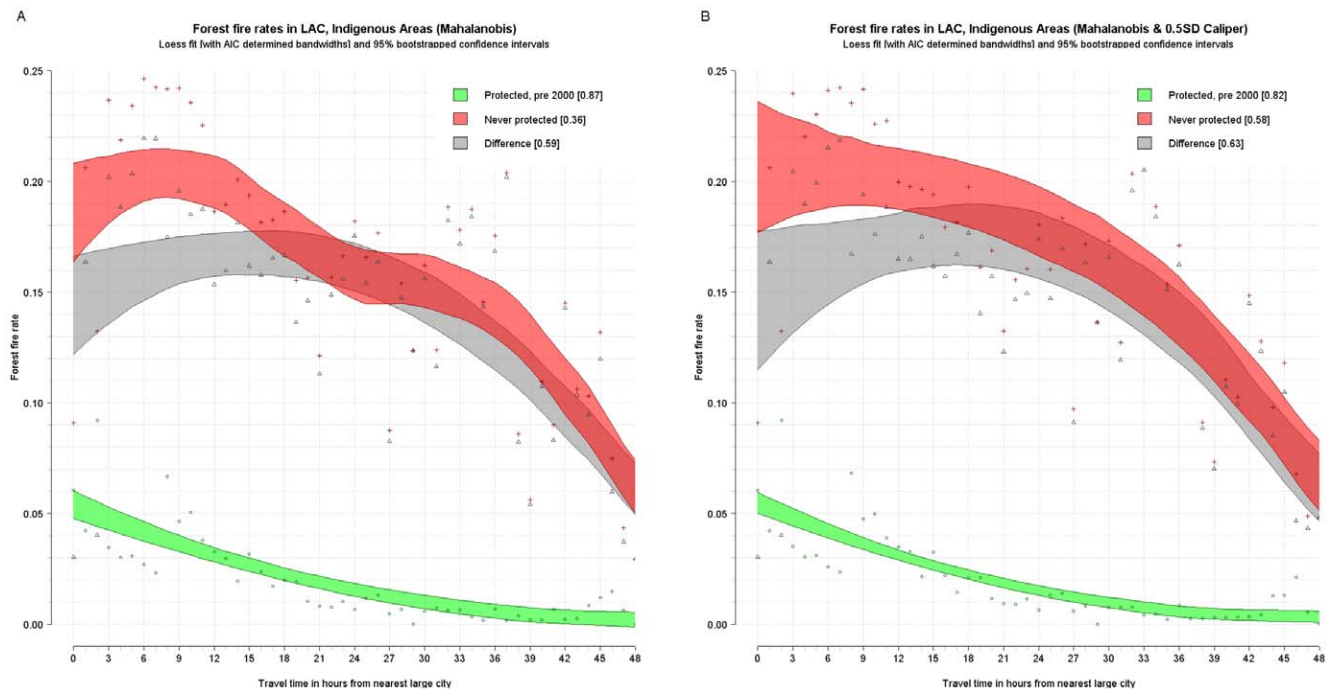 A
Forest fire rates in LAC, Indigenous Areas (Mahalanobis)
Loess fit [with AIC determined bandwidths] and 95% bootstrapped confidence intervals
0.25
0.20
0.15
0.10
0.05
0.00
Forest fire rate
Protected, pre 2000 [0.87]
Never protected [0.36]
Difference [0.59]
0 3 6 9 12 15 18 21 24 27 30 33 36 39 42 45 48
Travel time in hours from nearest large city
B
Forest fire rates in LAC, Indigenous Areas (Mahalanobis & 0.5SD Caliper)
Loess fit [with AIC determined bandwidths] and 95% bootstrapped confidence intervals
0.25
0.20
0.15
0.10
0.05
0.00
Forest fire rate
Protected, pre 2000 [0.82]
Never protected [0.58]
Difference [0.63]
0 3 6 9 12 15 18 21 24 27 30 33 36 39 42 45 48
Travel time in hours from nearest large city